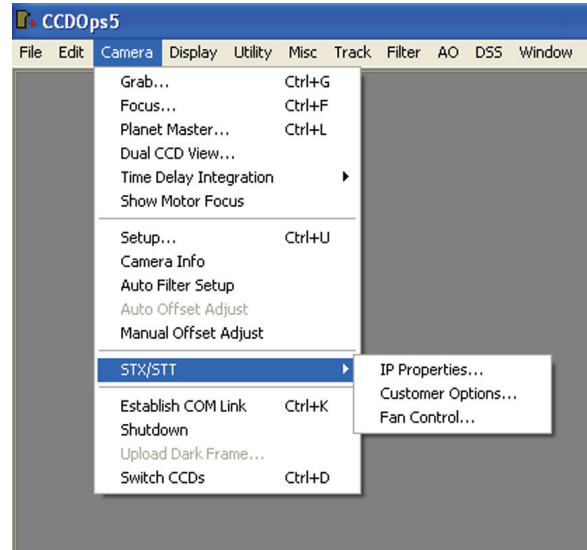 CCDOps5
File Edit Camera Display Utility Misc Track Filter AO DSS Window
Grab... Ctrl+G
Focus... Ctrl+F
Planet Master... Ctrl+L
Dual CCD View...
Time Delay Integration
Show Motor Focus
Setup... Ctrl+U
Camera Info
Auto Filter Setup
Auto Offset Adjust
Manual Offset Adjust
STX/STT
IP Properties...
Customer Options...
Fan Control...
Establish COM Link Ctrl+K
Shutdown
Upload Dark Frame...
Switch CCDs Ctrl+D